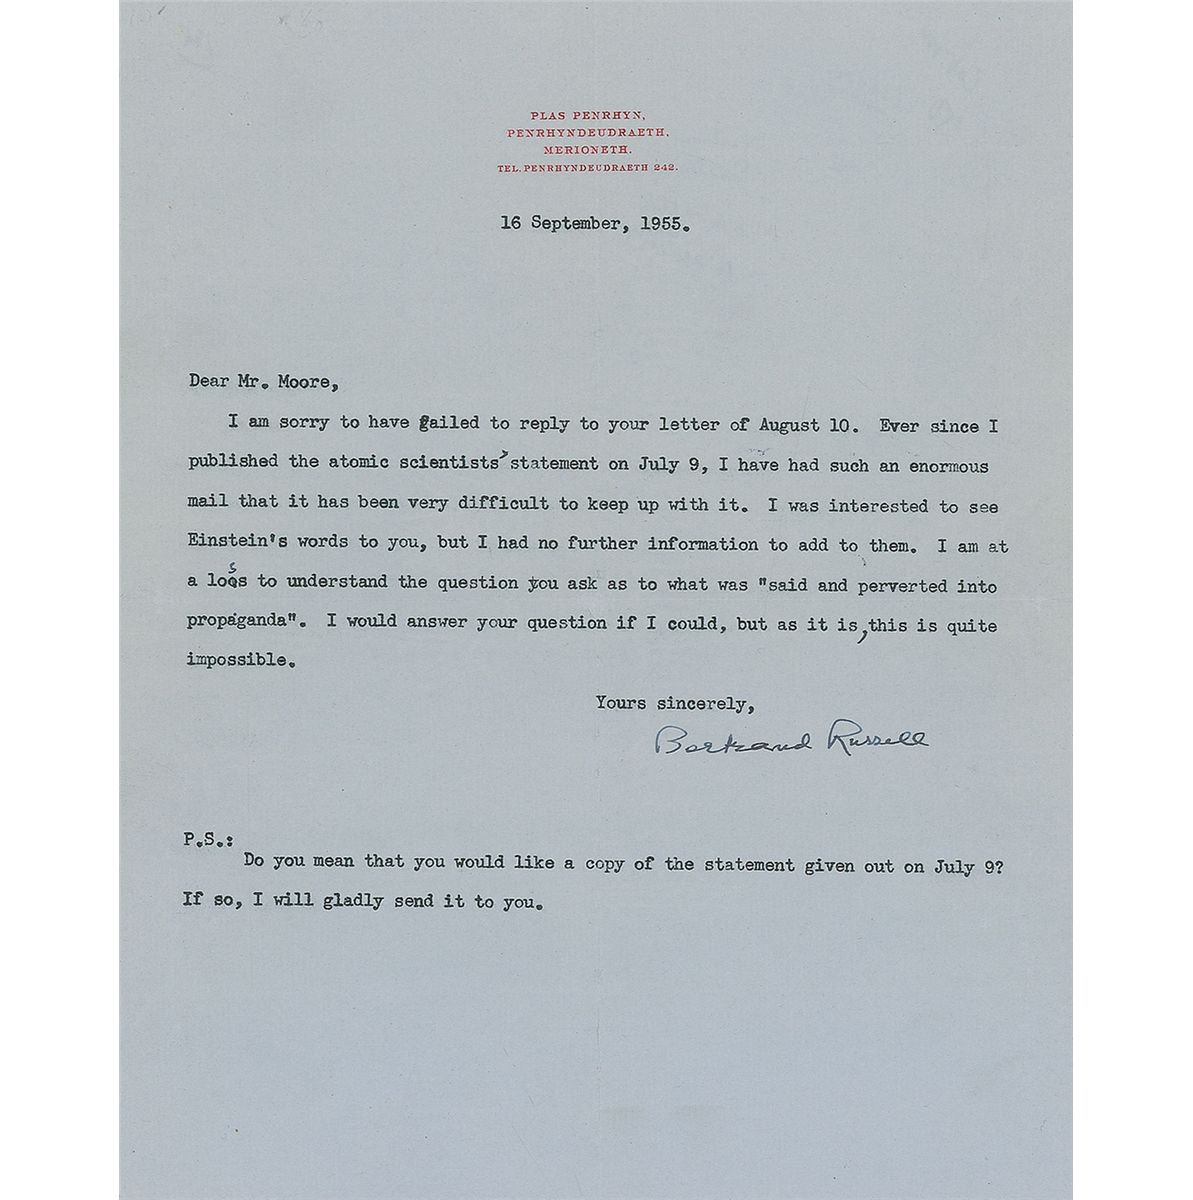 PLAS PENRHYN,
PENRHYNDEUDRAETH,
MERIONETH.
TEL. PENRHYNDEUDRAETH 242.
16 September, 1955.
Dear Mr. Moore,
I am sorry to have failed to reply to your letter of August 10. Ever since I
published the atomic scientists' statement on July 9, I have had such an enormous
mail that it has been very difficult to keep up with it. I was interested to see
Einstein's words to you, but I had no further information to add to them. I am at
a loss to understand the question you ask as to what was "said and perverted into
propaganda". I would answer your question if I could, but as it is, this is quite
impossible.
Yours sincerely,
Bertrand Russell
P.S.:
Do you mean that you would like a copy of the statement given out on July 9?
If so, I will gladly send it to you.